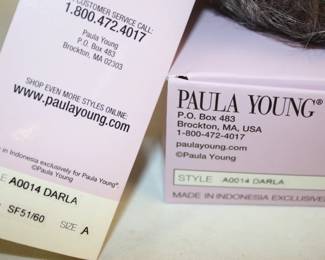 CUSTOMER SERVICE CALL:
1.800.472.4017
Paula Young
P.O. Box 483
Brockton, MA 02303
SHOP EVEN MORE STYLES ONLINE:
www.paulayoung.com
in Indonesia exclusively for Paula Young®
©Paula Young
A0014 DARLA
SF51/60
SIZE A
PAULA YOUNG®
P.O. Box 483
Brockton, MA, USA
1-800-472-4017
©Paula Young
STYLE A0014 DARLA
MADE IN INDONESIA EXCLUSIVE